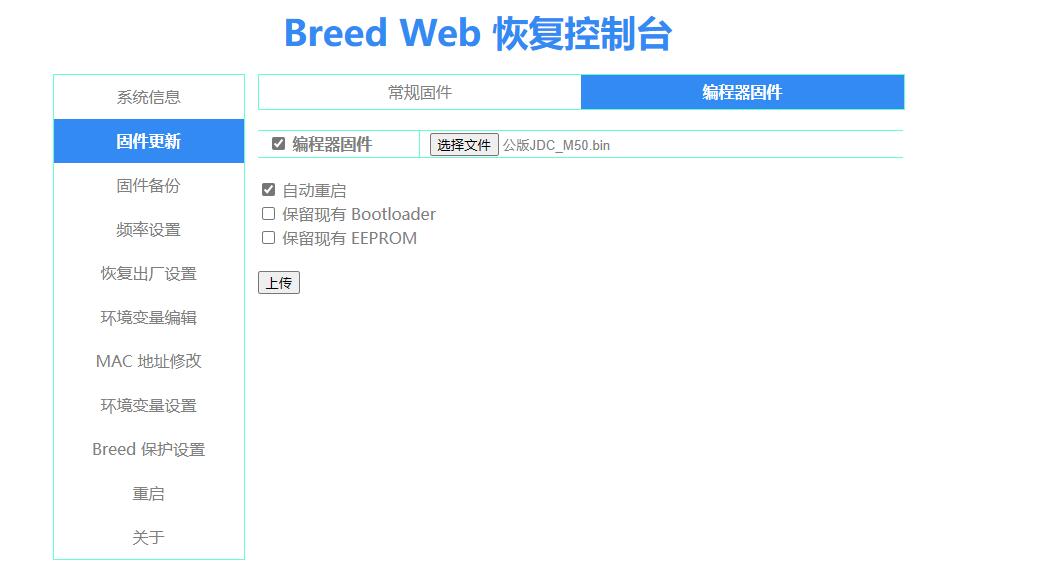 Breed Web 恢复控制台
系统信息
固件更新
固件备份
频率设置
恢复出厂设置
环境变量编辑
MAC 地址修改
环境变量设置
Breed 保护设置
重启
关于
常规固件
编程器固件
编程器固件
选择文件 公版JDC_M50.bin
自动重启
保留现有 Bootloader
保留现有 EEPROM
上传